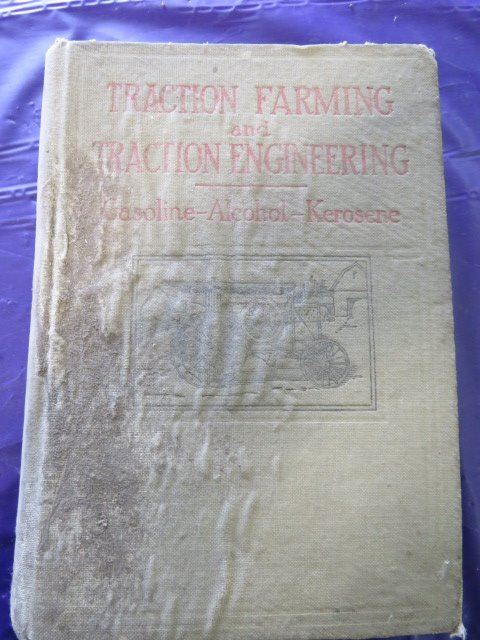 TRACTION FARMING
and
TRACTION ENGINEERING
Gasoline-Alcohol-Kerosene